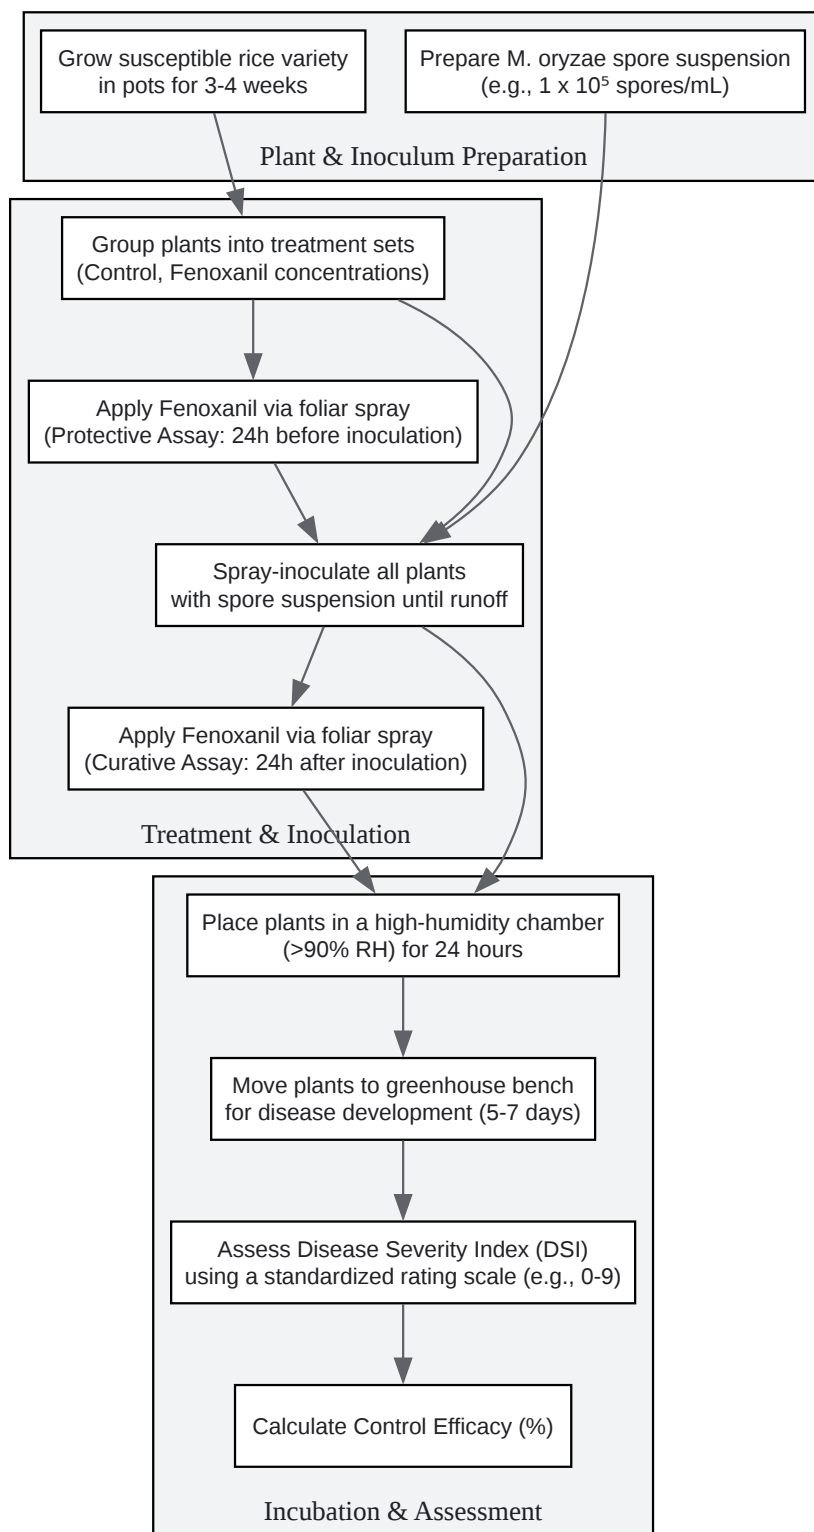 Grow susceptible rice variety
in pots for 3-4 weeks
Prepare M. oryzae spore suspension
(e.g., 1 x 10⁵ spores/mL)
Plant & Inoculum Preparation
Group plants into treatment sets
(Control, Fenoxanil concentrations)
Apply Fenoxanil via foliar spray
(Protective Assay: 24h before inoculation)
Spray-inoculate all plants
with spore suspension until runoff
Apply Fenoxanil via foliar spray
(Curative Assay: 24h after inoculation)
Treatment & Inoculation
Place plants in a high-humidity chamber
(>90% RH) for 24 hours
Move plants to greenhouse bench
for disease development (5-7 days)
Assess Disease Severity Index (DSI)
using a standardized rating scale (e.g., 0-9)
Calculate Control Efficacy (%)
Incubation & Assessment